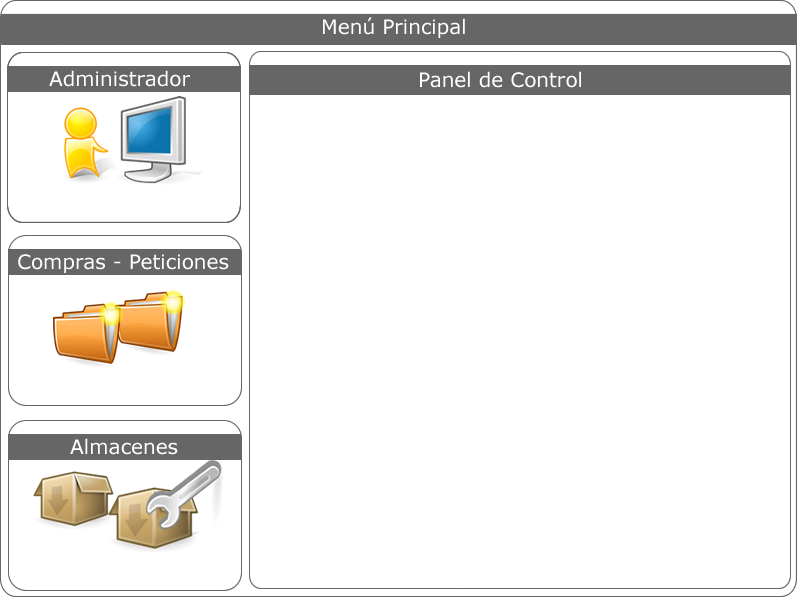 Menú Principal
Administrador
Panel de Control
Compras - Peticiones
Almacenes